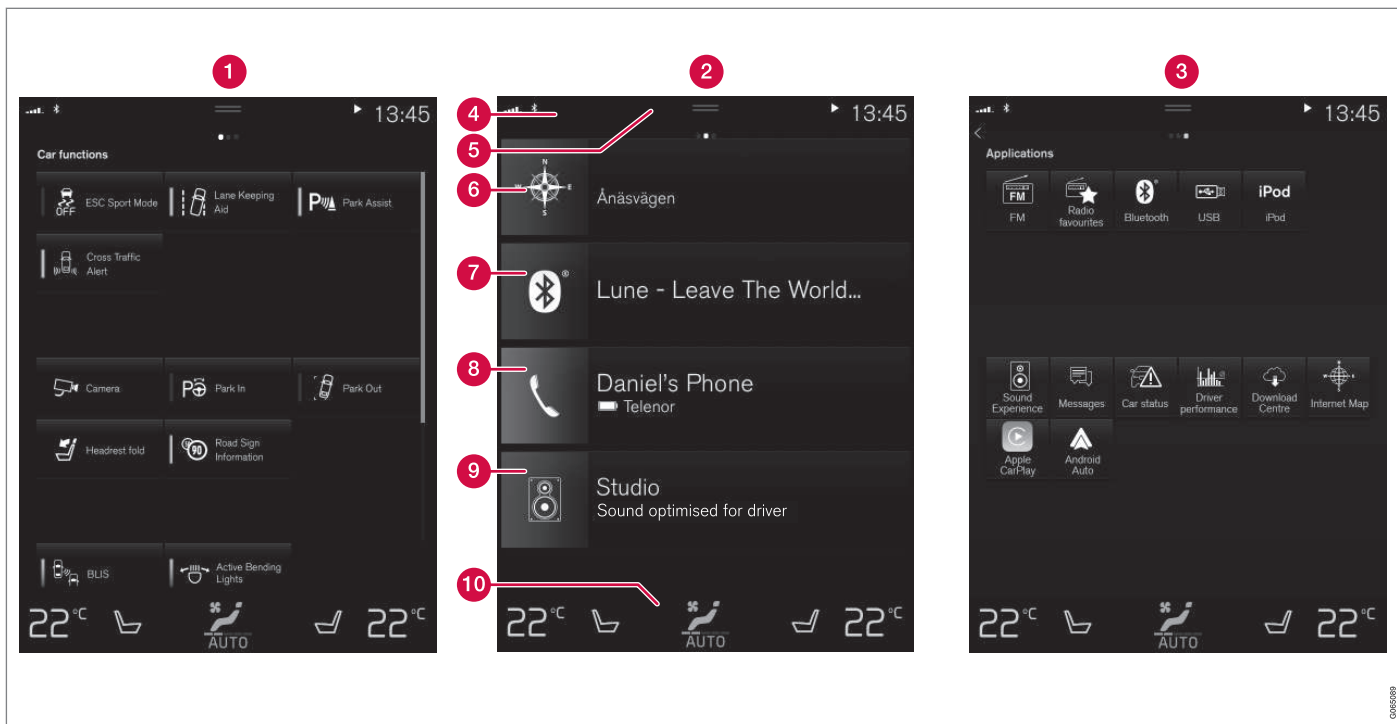 1
2
3
13:45
Car functions
ESC Sport Mode
OFF
Lane Keeping
Aid
P Park Assist
Cross Traffic
Alert
Camera
P Park In
Park Out
Headrest fold
90 Road Sign
Information
BLIS
Active Bending
Lights
22°C
AUTO
22°C
4
13:45
5
6
N
W E
S
Ånäsvägen
7
®
Lune - Leave The World...
8
Daniel's Phone
Telenor
9
Studio
Sound optimised for driver
10
22°C
AUTO
22°C
13:45
Applications
FM
FM
Radio
favourites
Bluetooth
USB
iPod
iPod
Sound
Experience
Messages
Car status
Driver
performance
Download
Centre
Internet Map
Apple
CarPlay
Android
Auto
22°C
AUTO
22°C
G065089